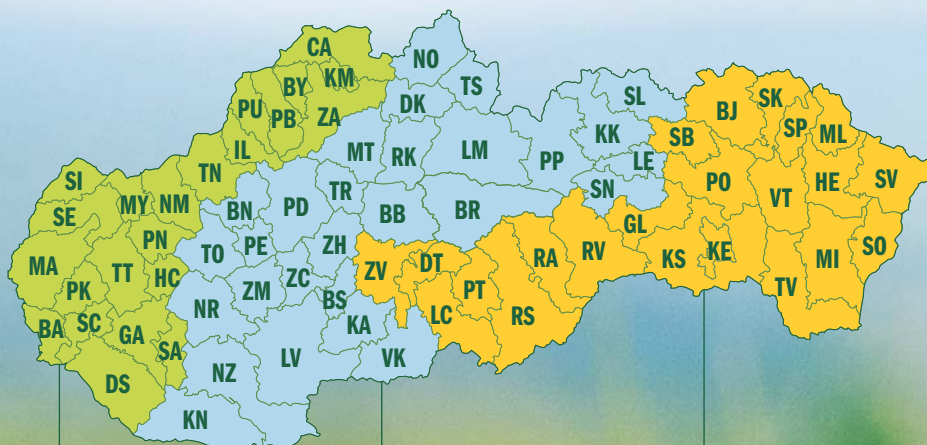 CA
NO
BY
KM
TS
PU
PB
ZA
DK
SL
BJ
SK
SP
ML
IL
MT
RK
LM
PP
KK
LE
SB
TN
SI
SE
MY
NM
BN
PD
TR
BB
BR
SN
PO
VT
HE
SV
PN
TO
PE
ZH
GL
MA
TT
HC
ZV
DT
RA
RV
KS
KE
MI
SO
PK
NR
ZM
ZC
BS
PT
TV
BA
SC
GA
SA
KA
LC
RS
DS
NZ
LV
VK
KN